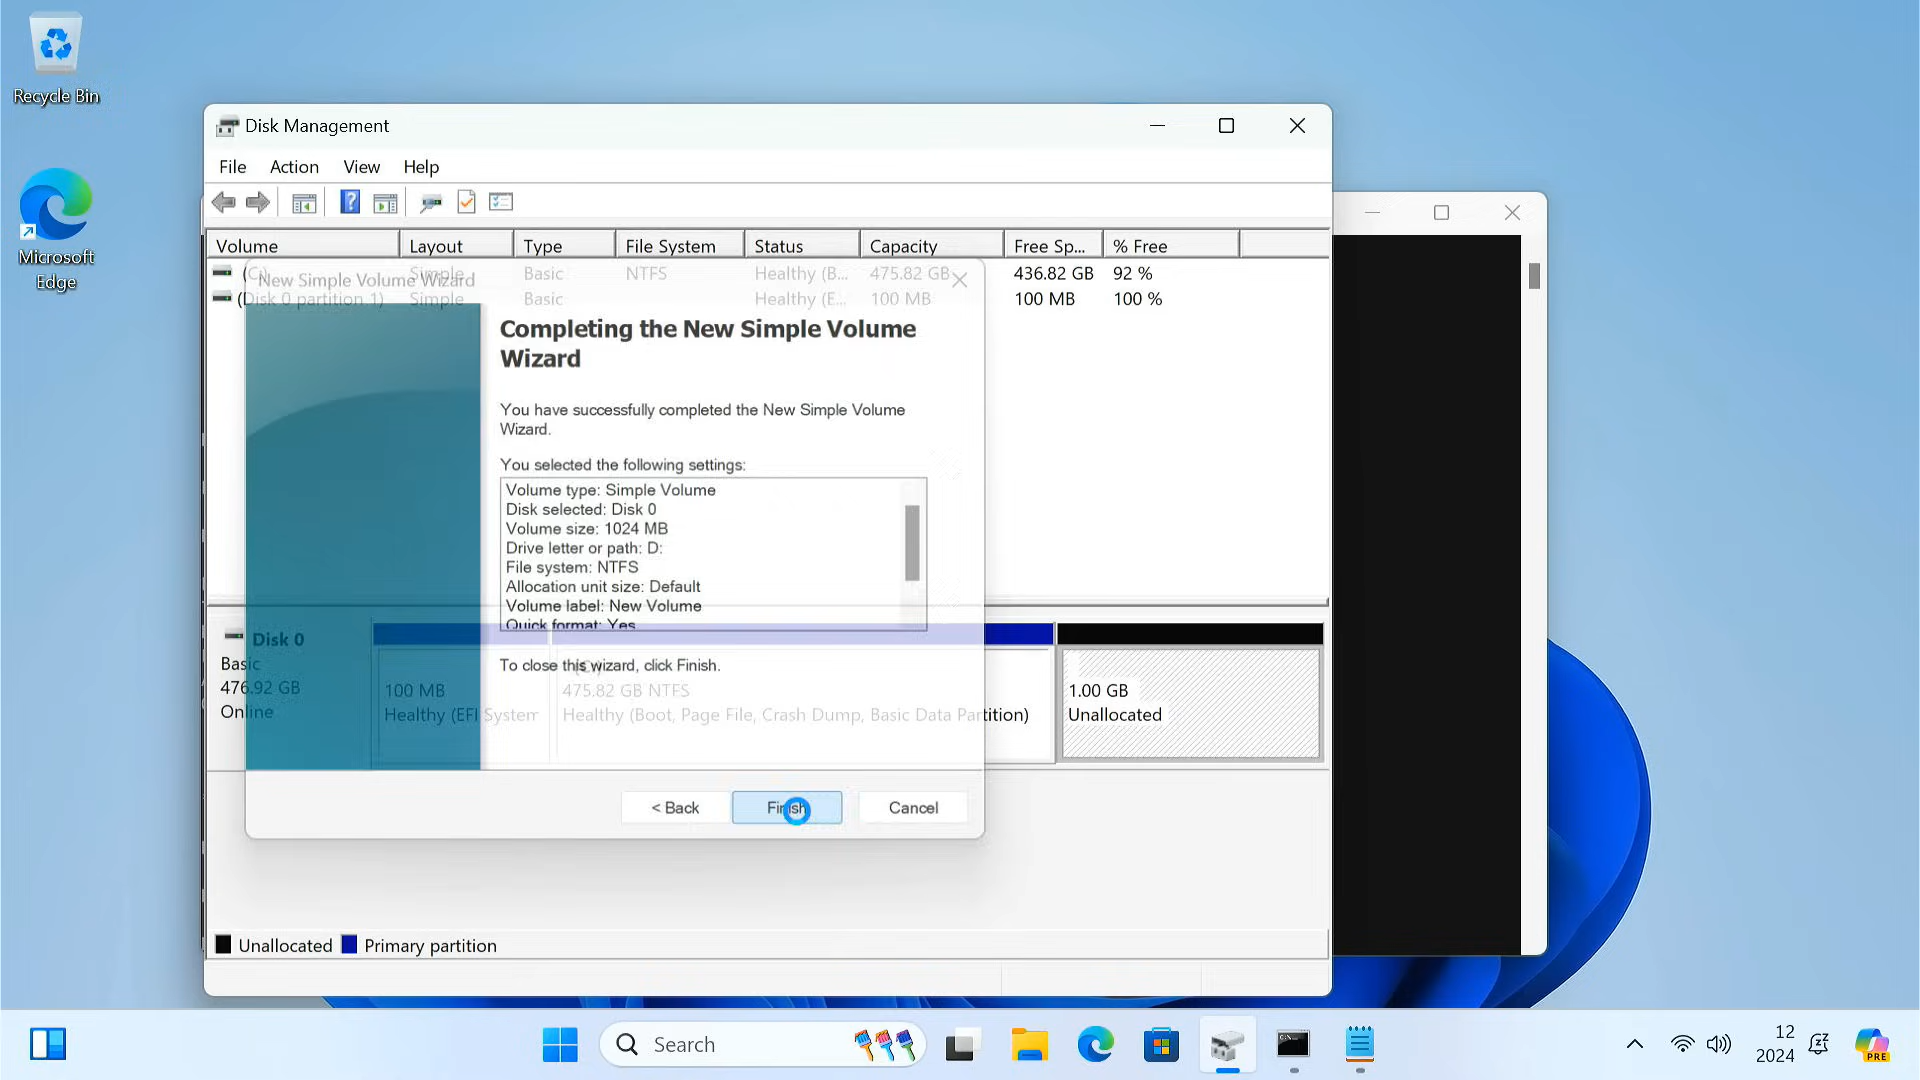 Recycle Bin
Microsoft
Edge
Disk Management
File Action View Help
Volume Layout Type File System Status Capacity Free Sp... % Free
(C:) Simple Basic NTFS Healthy (B... 475.82 GB 436.82 GB 92 %
(Disk 0 partition 1) Simple Basic Healthy (E... 100 MB 100 MB 100 %
New Simple Volume Wizard
Completing the New Simple Volume
Wizard
You have successfully completed the New Simple Volume
Wizard.
You selected the following settings:
Volume type: Simple Volume
Disk selected: Disk 0
Volume size: 1024 MB
Drive letter or path: D:
File system: NTFS
Allocation unit size: Default
Volume label: New Volume
Quick format: Yes
To close this wizard, click Finish.
< Back Finish Cancel
Disk 0
Basic
476.92 GB
Online
100 MB
Healthy (EFI System
(C:)
475.82 GB NTFS
Healthy (Boot, Page File, Crash Dump, Basic Data Partition)
1.00 GB
Unallocated
Unallocated Primary partition
Search
12
2024
PRE